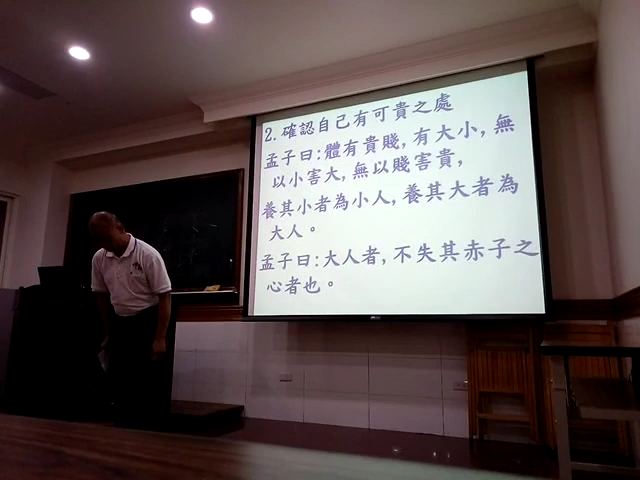 2. 確認自己有可貴之處
孟子曰:體有貴賤,有大小,無
以小害大,無以賤害貴,
養其小者為小人,養其大者為
大人。
孟子曰:大人者,不失其赤子之
心者也。